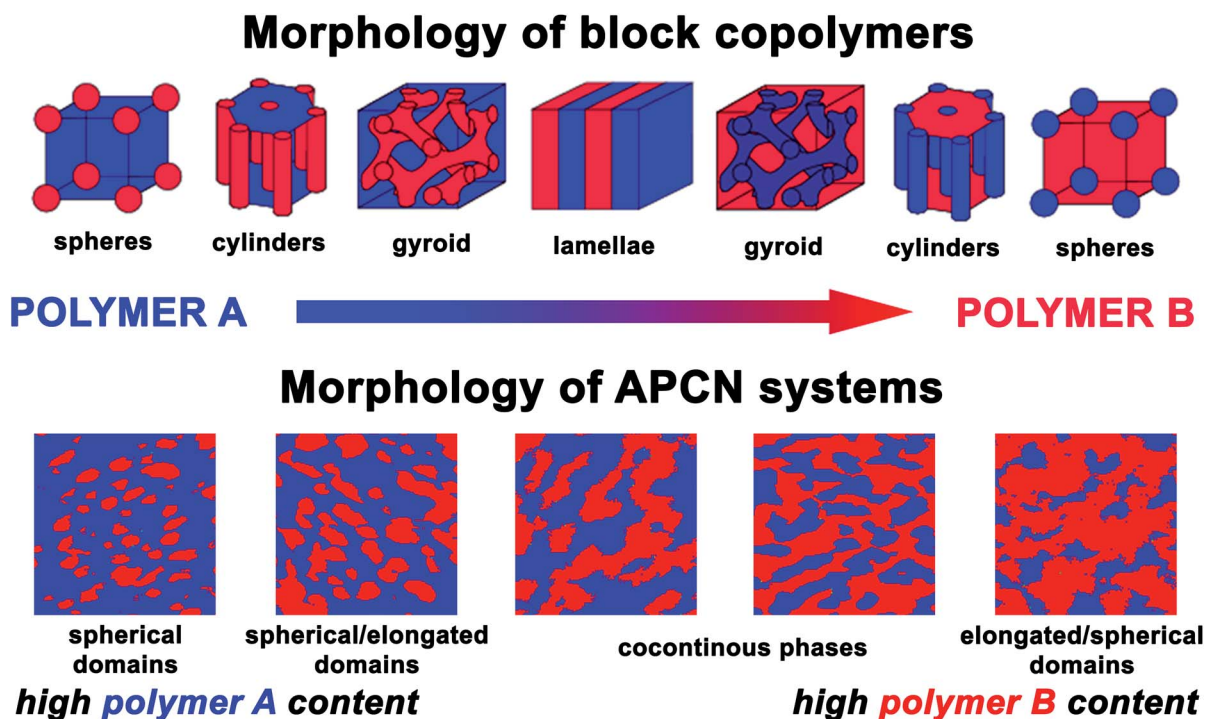 Morphology of block copolymers
spheres cylinders gyroid lamellae gyroid cylinders spheres
POLYMER A POLYMER B
Morphology of APCN systems
spherical
domains
spherical/elongated
domains
cocontinous phases
elongated/spherical
domains
high polymer A content
high polymer B content